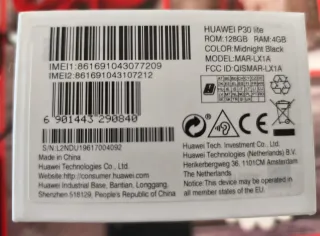 HUAWEI P30 lite
ROM:128GB RAM:4GB
COLOR:Midnight Black
MODEL:MAR-LX1A
FCC ID:QISMAR-LX1A
IMEI1:861691043077209
IMEI2:861691043107212
6 901443 290840
S/N:L2NDU19617004092
Made in China
Huawei Technologies Co., Ltd.
Website:http://consumer.huawei.com
Huawei Industrial Base, Bantian, Longgang,
Shenzhen 518129, People's Republic of China
CE
Huawei Tech. Investment Co., Ltd.
Huawei Technologies (Netherlands) B.V.
Herikerbergweg 36, 1101CM Amsterdam
The Netherlands
Notice: This device may be operated in
all member states of the EU.